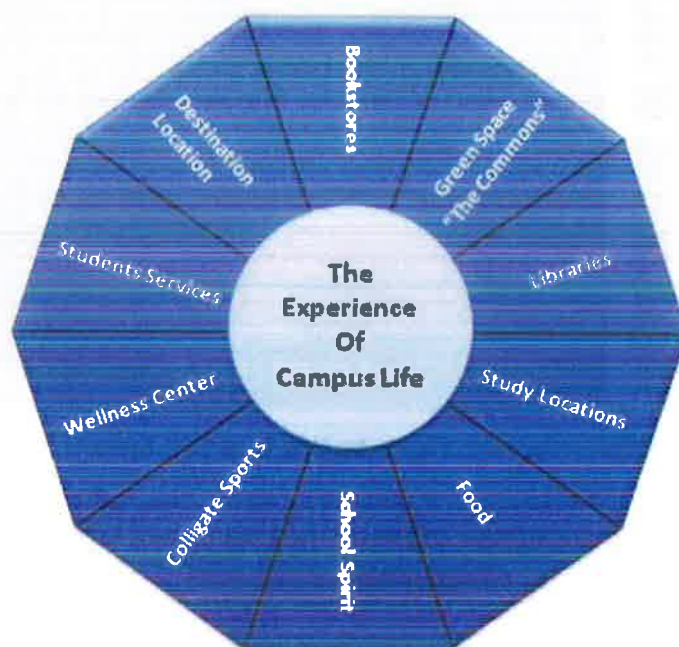 Bookstores
Green Space
"The Commons"
Libraries
Study Locations
Food
School Spirit
Colligate Sports
Wellness Center
Students Services
Destination
Location
The
Experience
Of
Campus Life